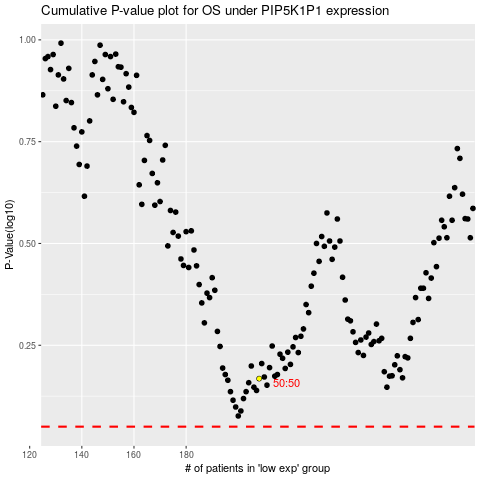 Cumulative P-value plot for OS under PIP5K1P1 expression
P-Value(log10)
1.00
0.75
0.50
0.25
50:50
120 140 160 180
# of patients in 'low exp' group